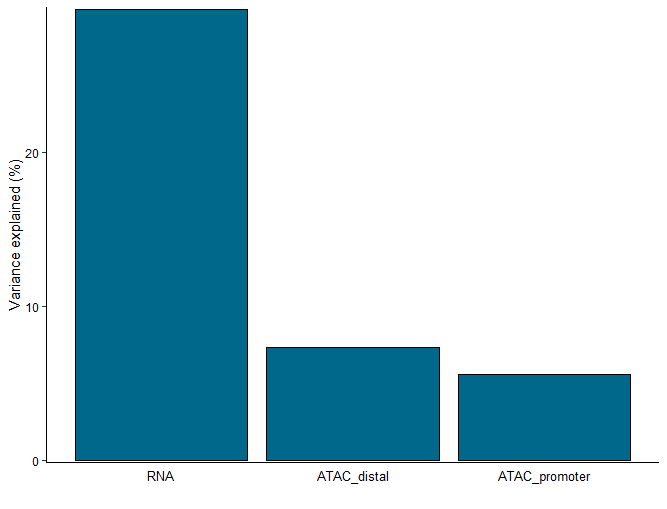 Variance explained (%)
20
10
0
RNA
ATAC_distal
ATAC_promoter